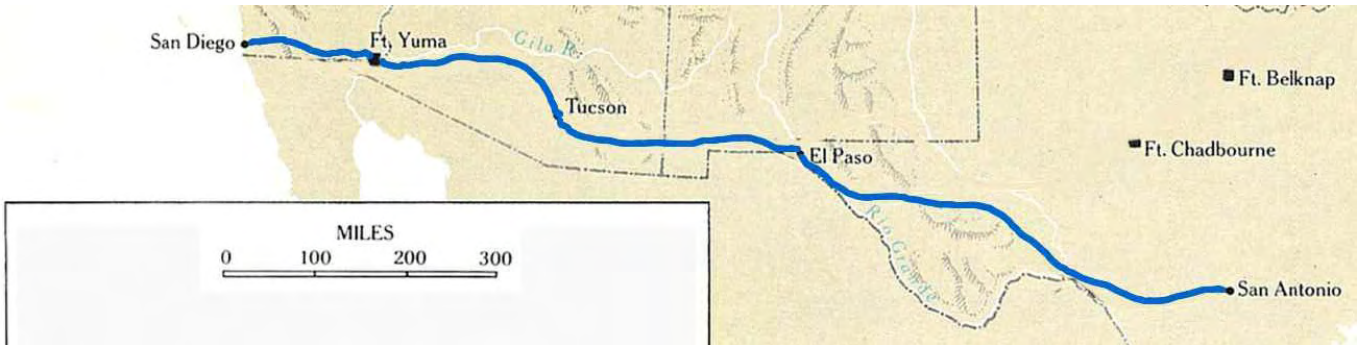 San Diego
Ft. Yuma
Gila R.
Ft. Belknap
Tucson
Ft. Chadbourne
El Paso
Rio Grande
MILES
0 100 200 300
San Antonio